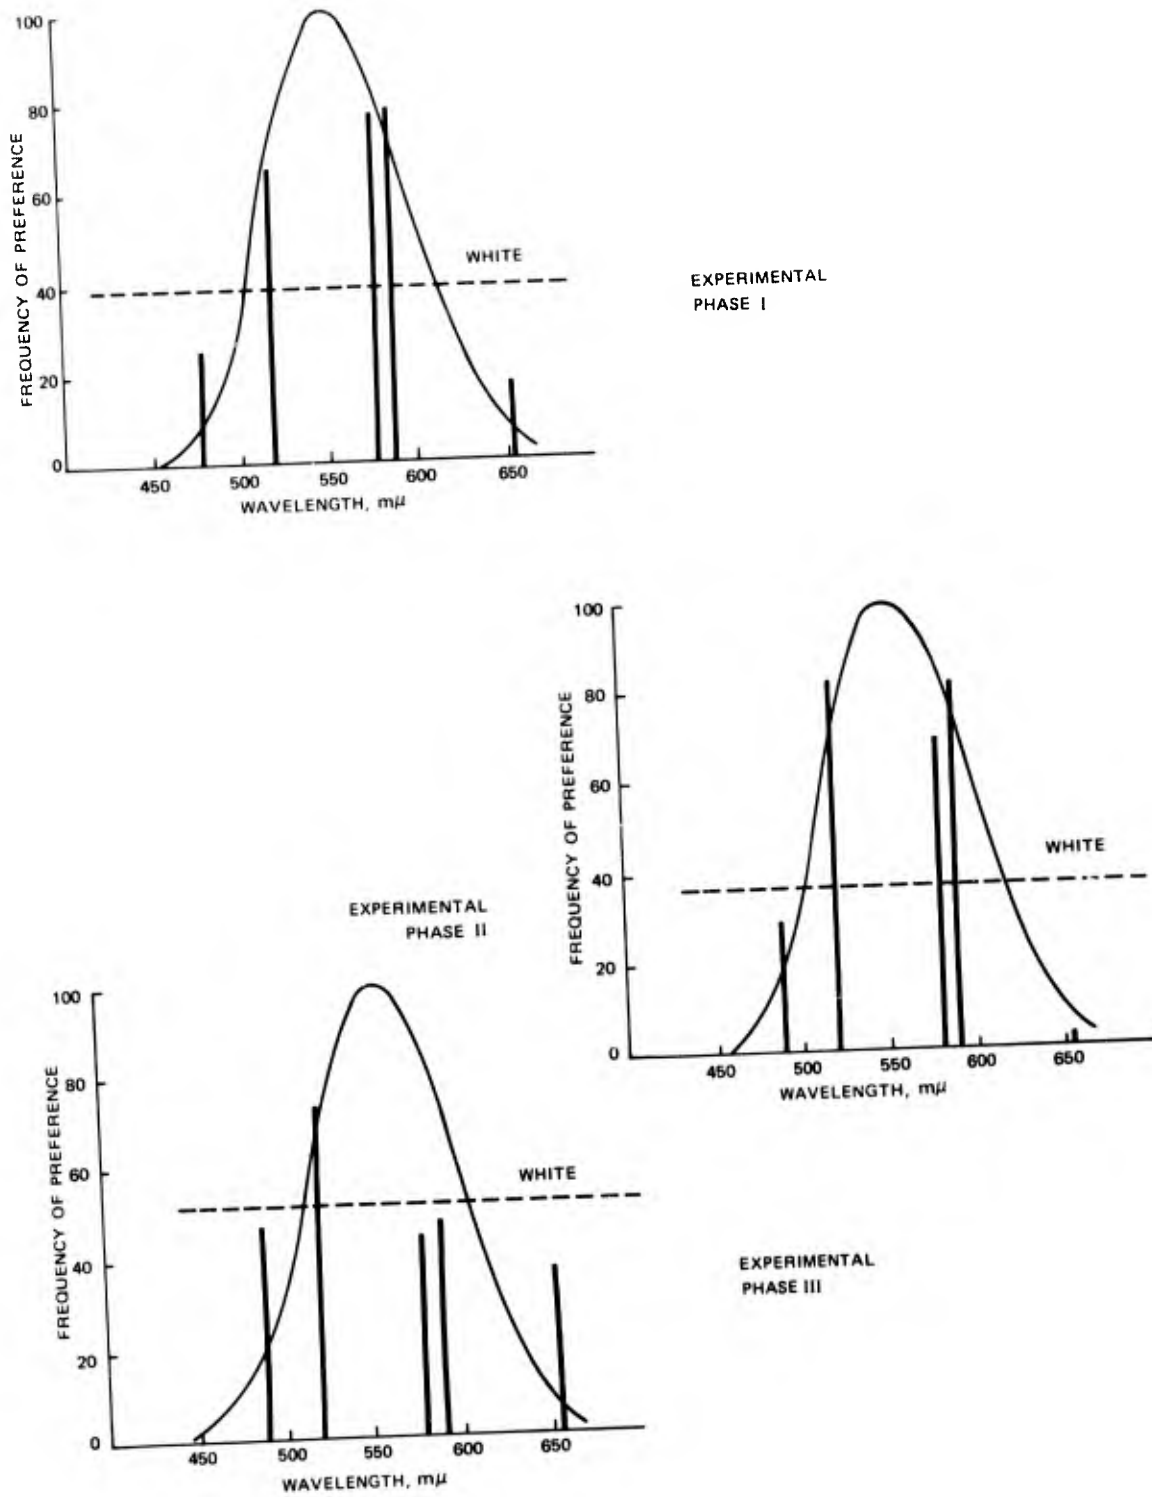 100
80
60
40
20
0
FREQUENCY OF PREFERENCE
WHITE
450 500 550 600 650
WAVELENGTH, mμ
EXPERIMENTAL
PHASE I
100
80
60
40
20
0
FREQUENCY OF PREFERENCE
WHITE
450 500 550 600 650
WAVELENGTH, mμ
EXPERIMENTAL
PHASE II
100
80
60
40
20
0
FREQUENCY OF PREFERENCE
WHITE
450 500 550 600 650
WAVELENGTH, mμ
EXPERIMENTAL
PHASE III